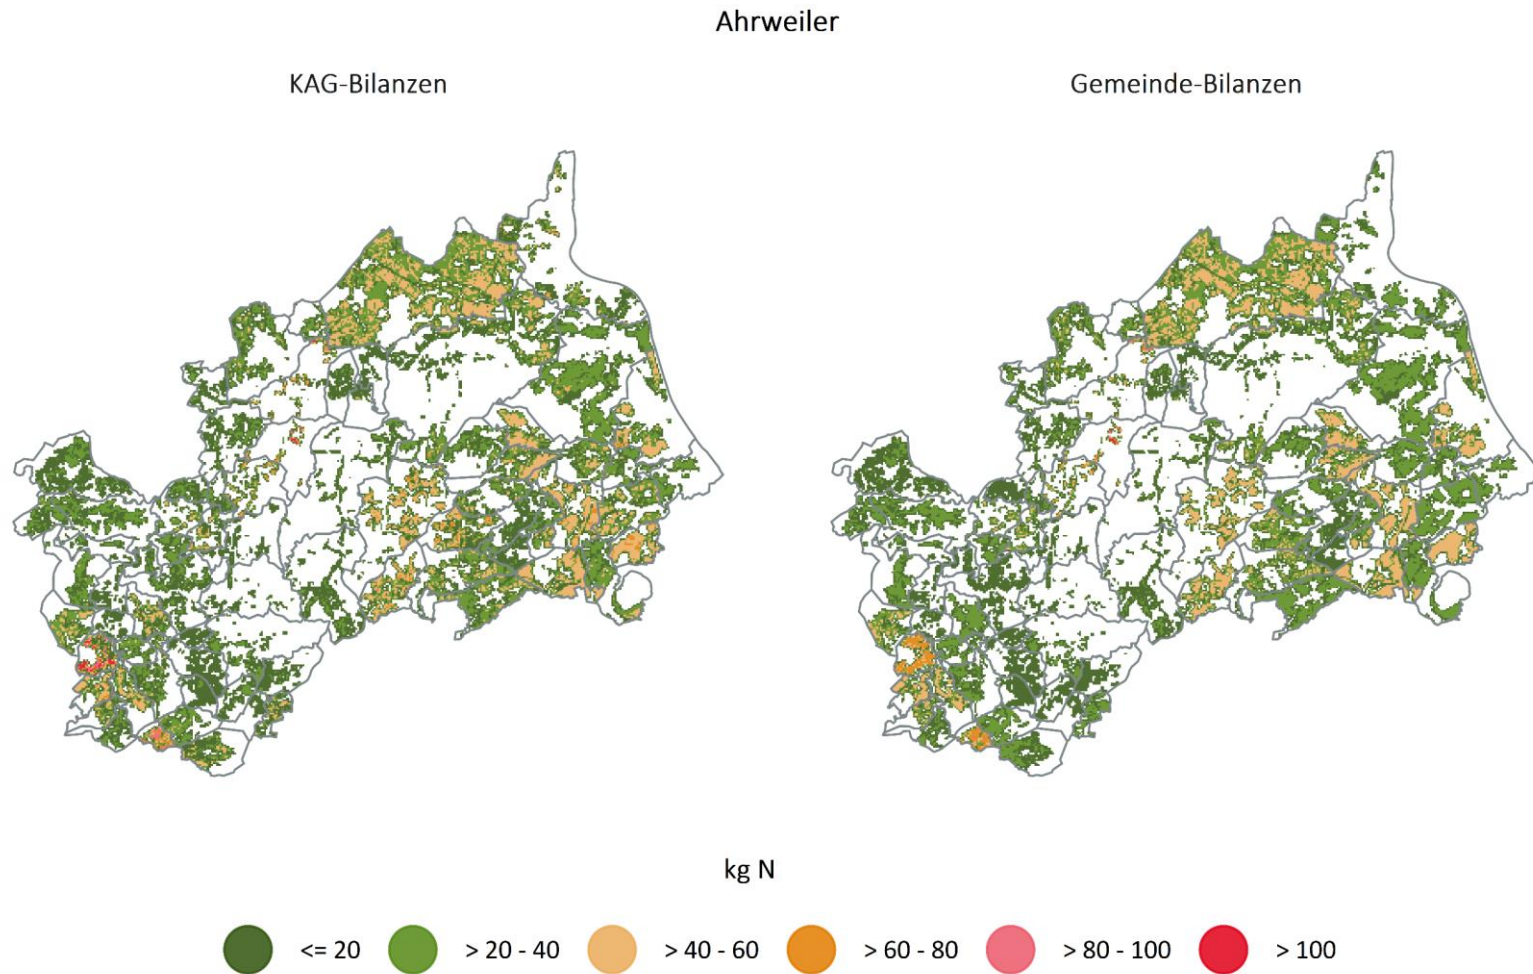 Ahrweiler
KAG-Bilanzen
Gemeinde-Bilanzen
kg N
<= 20
> 20 - 40
> 40 - 60
> 60 - 80
> 80 - 100
> 100